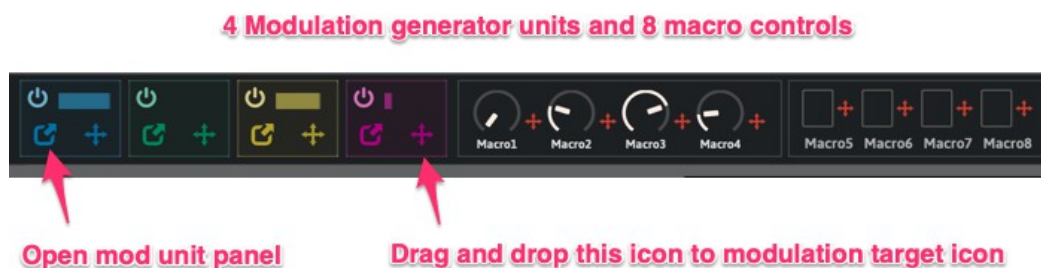 4 Modulation generator units and 8 macro controls
Macro1 Macro2 Macro3 Macro4 Macro5 Macro6 Macro7 Macro8
Open mod unit panel
Drag and drop this icon to modulation target icon